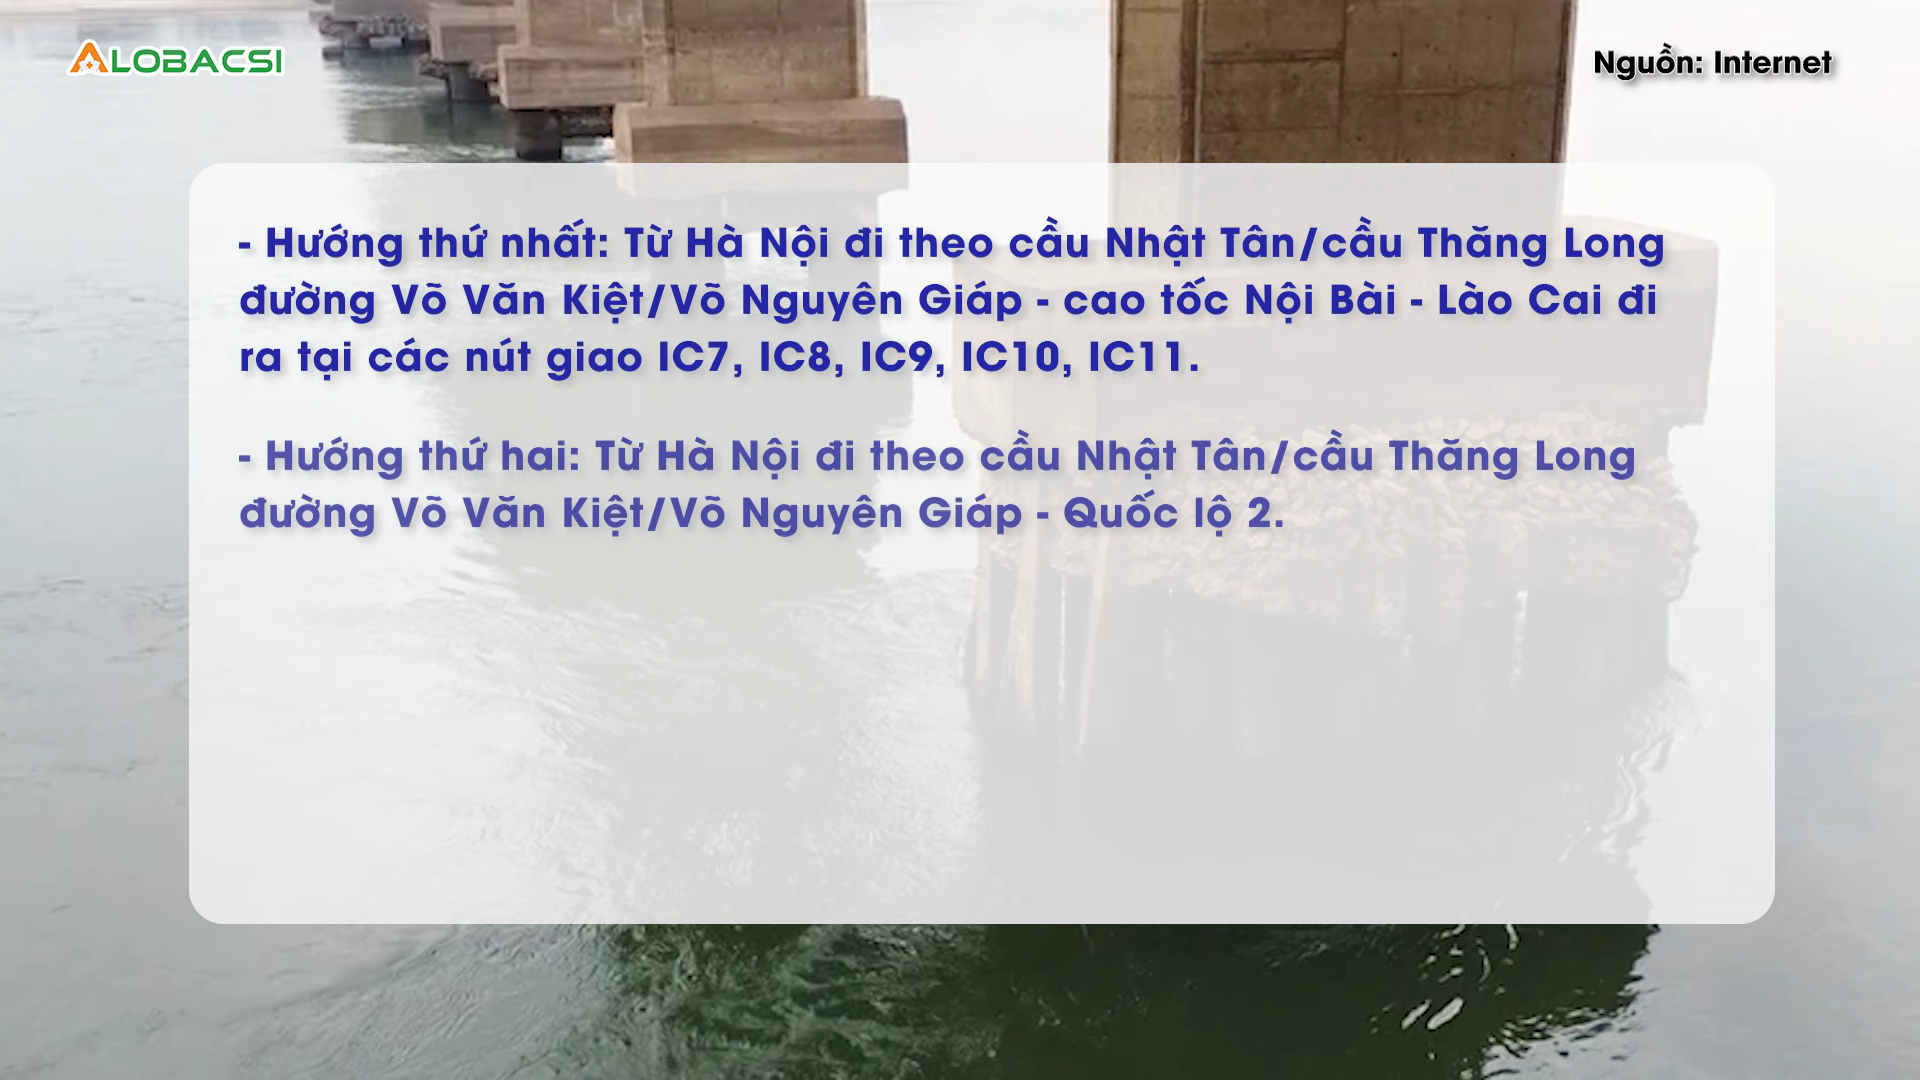 ALOBACSI
Nguồn: Internet
- Hướng thứ nhất: Từ Hà Nội đi theo cầu Nhật Tân/cầu Thăng Long
đường Võ Văn Kiệt/Võ Nguyên Giáp - cao tốc Nội Bài - Lào Cai đi
ra tại các nút giao IC7, IC8, IC9, IC10, IC11.
- Hướng thứ hai: Từ Hà Nội đi theo cầu Nhật Tân/cầu Thăng Long
đường Võ Văn Kiệt/Võ Nguyên Giáp - Quốc lộ 2.